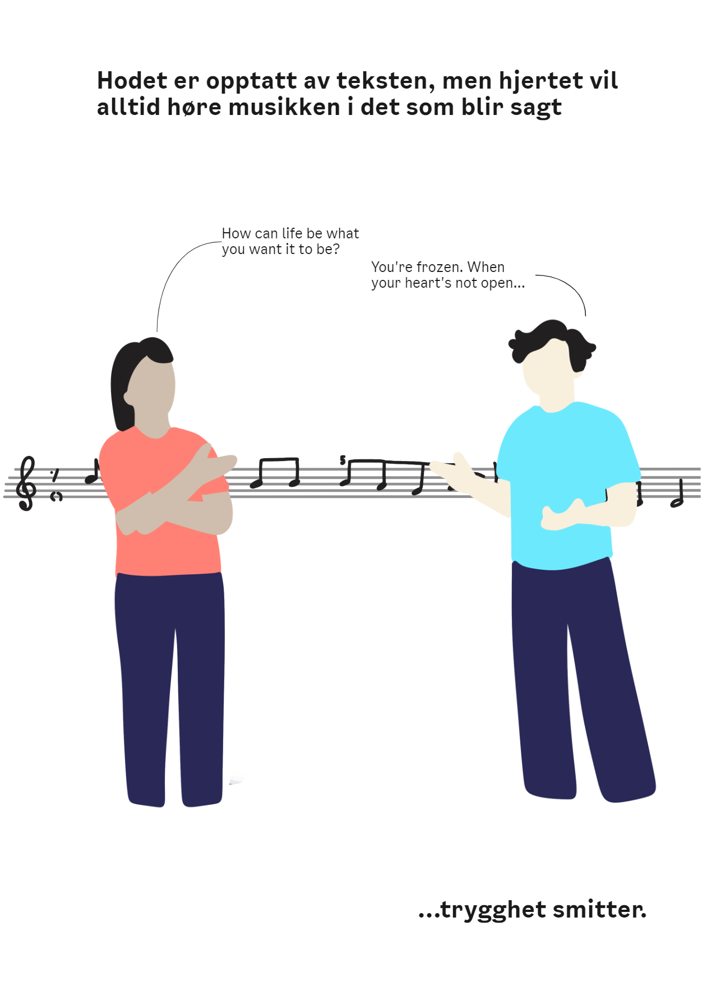 Hodet er opptatt av teksten, men hjertet vil
alltid høre musikken i det som blir sagt
How can life be what
you want it to be?
You're frozen. When
your heart's not open...
5
...trygghet smitter.